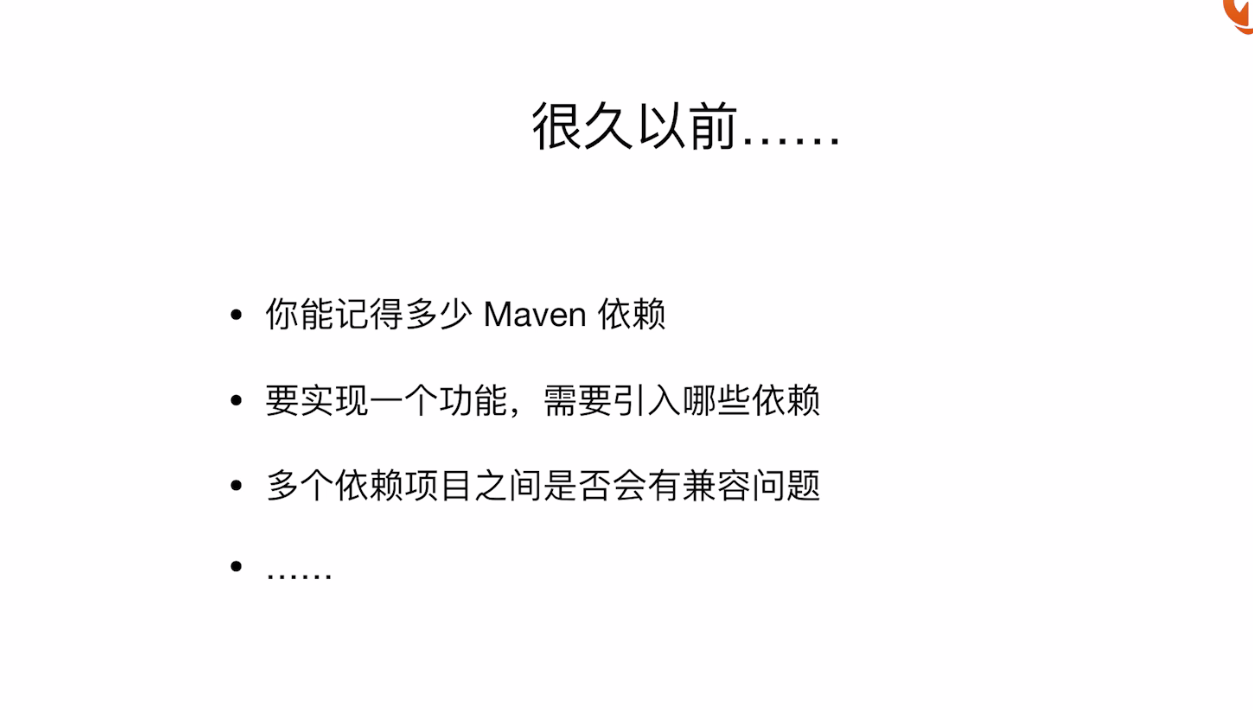 很久以前……
• 你能记得多少 Maven 依赖
• 要实现一个功能，需要引入哪些依赖
• 多个依赖项目之间是否会有兼容问题
• ……